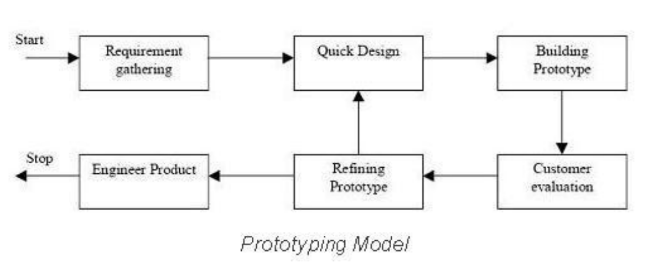 Start
Requirement
gathering
Quick Design
Building
Prototype
Stop
Engineer Product
Refining
Prototype
Customer
evaluation
Prototyping Model